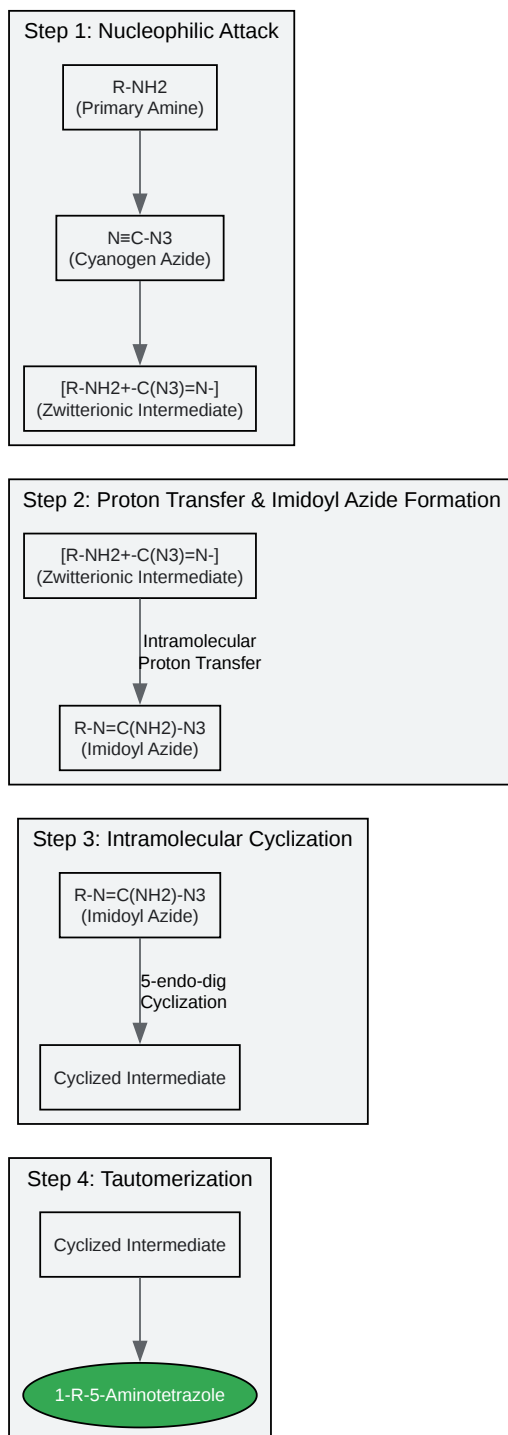 Step 1: Nucleophilic Attack
R-NH2
(Primary Amine)
N≡C-N3
(Cyanogen Azide)
[R-NH2+-C(N3)=N-]
(Zwitterionic Intermediate)
Step 2: Proton Transfer & Imidoyl Azide Formation
[R-NH2+-C(N3)=N-]
(Zwitterionic Intermediate)
Intramolecular
Proton Transfer
R-N=C(NH2)-N3
(Imidoyl Azide)
Step 3: Intramolecular Cyclization
R-N=C(NH2)-N3
(Imidoyl Azide)
5-endo-dig
Cyclization
Cyclized Intermediate
Step 4: Tautomerization
Cyclized Intermediate
1-R-5-Aminotetrazole